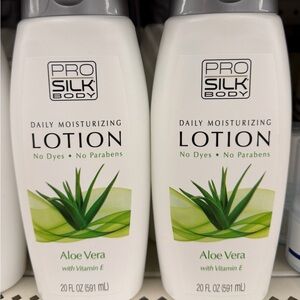 PRO
SILK
BODY
DAILY MOISTURIZING
LOTION
No Dyes • No Parabens
Aloe Vera
with Vitamin E
20 FL OZ (591 mL)
PRO
SILK
BODY
DAILY MOISTURIZING
LOTION
No Dyes • No Parabens
Aloe Vera
with Vitamin E
20 FL OZ (591 mL)